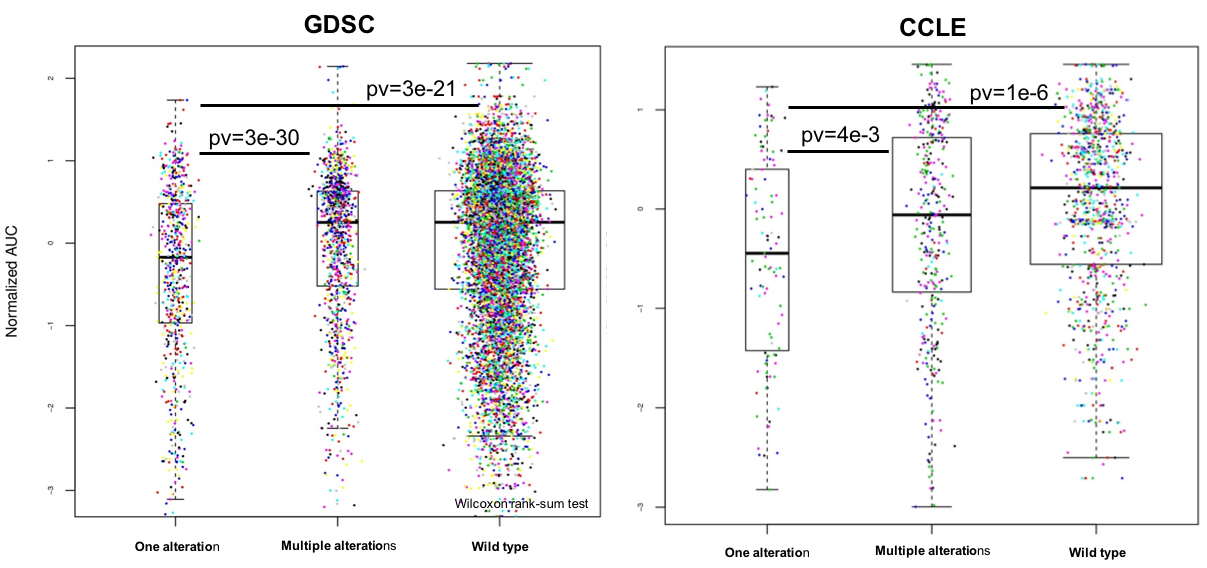 GDSC
CCLE
Normalized AUC
2
1
0
-1
-2
-3
pv=3e-21
pv=3e-30
Wilcoxon rank-sum test
One alteration
Multiple alterations
Wild type
1
0
-1
-2
-3
pv=1e-6
pv=4e-3
One alteration
Multiple alterations
Wild type